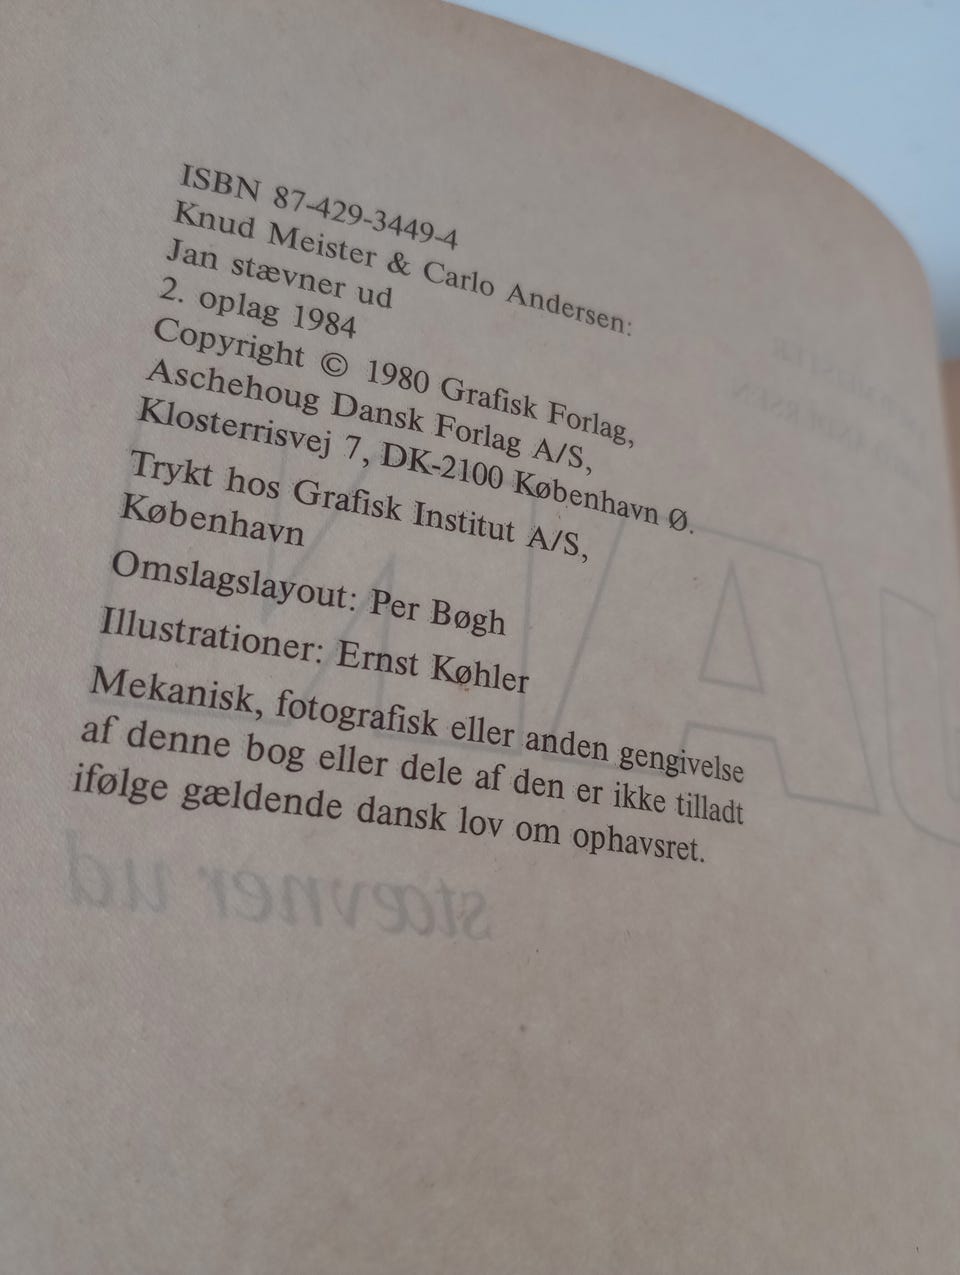 ISBN 87-429-3449-4
Knud Meister & Carlo Andersen:
Jan stævner ud
2. oplag 1984
Copyright © 1980 Grafisk Forlag,
Aschehoug Dansk Forlag A/S,
Klosterrisvej 7, DK-2100 København Ø.
Trykt hos Grafisk Institut A/S,
København
Omslagslayout: Per Bøgh
Illustrationer: Ernst Køhler
Mekanisk, fotografisk eller anden gengivelse
af denne bog eller dele af den er ikke tilladt
ifølge gældende dansk lov om ophavsret.
JAN
stævner ud